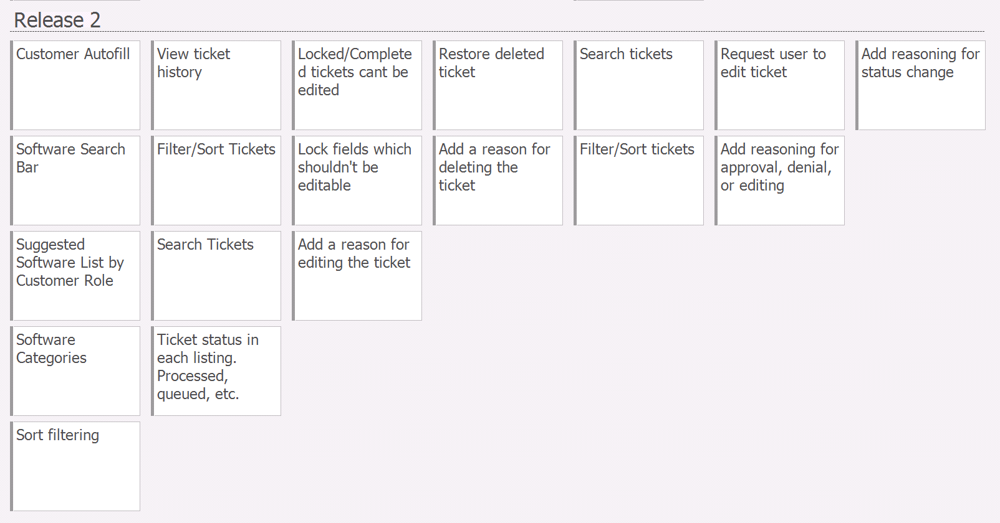 Release 2
Customer Autofill
View ticket
history
Locked/Complete
d tickets cant be
edited
Restore deleted
ticket
Search tickets
Request user to
edit ticket
Add reasoning for
status change
Software Search
Bar
Filter/Sort Tickets
Lock fields which
shouldn't be
editable
Add a reason for
deleting the
ticket
Filter/Sort tickets
Add reasoning for
approval, denial,
or editing
Suggested
Software List by
Customer Role
Search Tickets
Add a reason for
editing the ticket
Software
Categories
Ticket status in
each listing.
Processed,
queued, etc.
Sort filtering